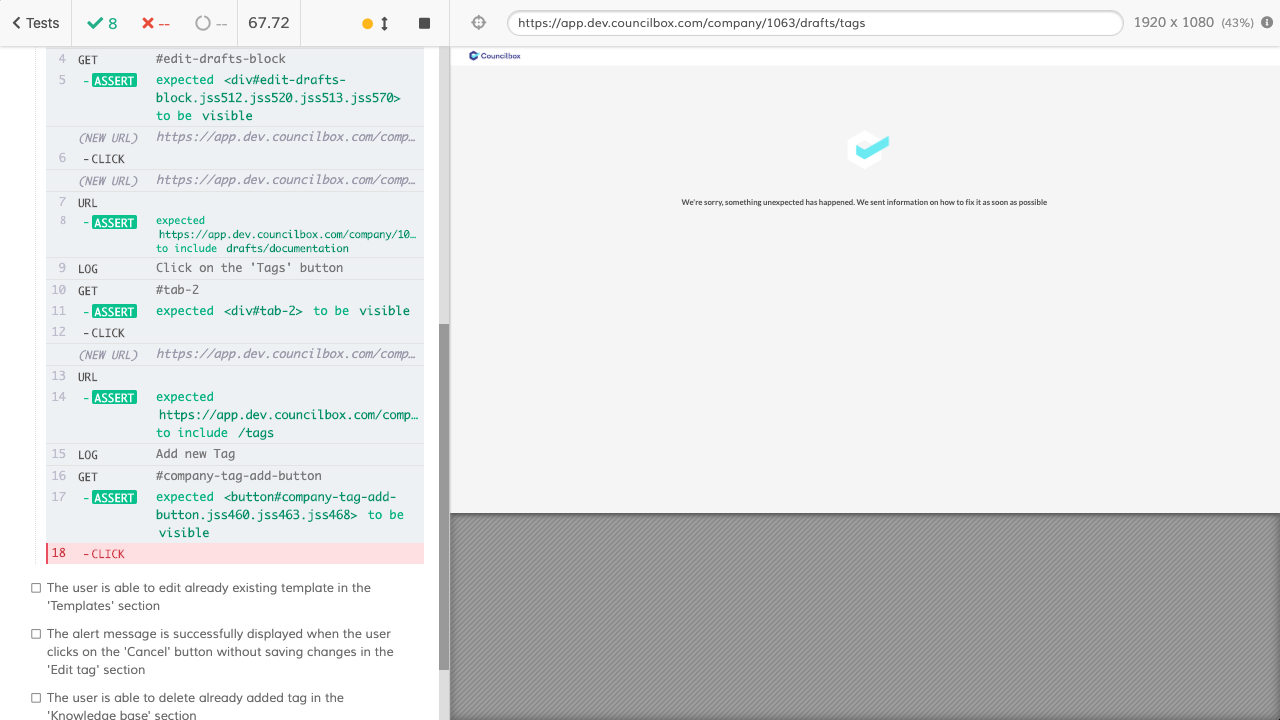 Tests
8
--
--
67.72
https://app.dev.councilbox.com/company/1063/drafts/tags
1920 x 1080 (43%)
4 GET #edit-drafts-block
5 - ASSERT expected <div#edit-drafts-
block.jss512.jss520.jss513.jss570>
to be visible
(NEW URL) https://app.dev.councilbox.com/comp…
6 - CLICK
(NEW URL) https://app.dev.councilbox.com/comp…
7 URL
8 - ASSERT expected
https://app.dev.councilbox.com/company/10…
to include drafts/documentation
9 LOG Click on the 'Tags' button
10 GET #tab-2
11 - ASSERT expected <div#tab-2> to be visible
12 - CLICK
(NEW URL) https://app.dev.councilbox.com/comp…
13 URL
14 - ASSERT expected
https://app.dev.councilbox.com/comp…
to include /tags
15 LOG Add new Tag
16 GET #company-tag-add-button
17 - ASSERT expected <button#company-tag-add-
button.jss460.jss463.jss468> to be
visible
18 - CLICK
The user is able to edit already existing template in the
'Templates' section
The alert message is successfully displayed when the user
clicks on the 'Cancel' button without saving changes in the
'Edit tag' section
The user is able to delete already added tag in the
'Knowledge base' section
Councilbox
We're sorry, something unexpected has happened. We sent information on how to fix it as soon as possible